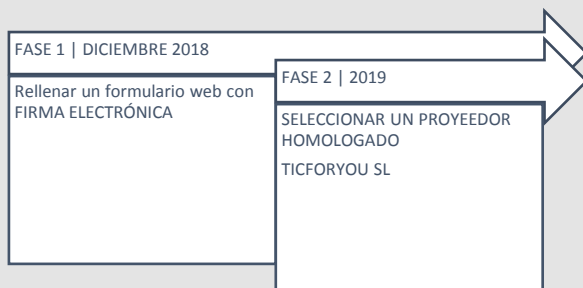 FASE 1 | DICIEMBRE 2018
Rellenar un formulario web con
FIRMA ELECTRÓNICA
FASE 2 | 2019
SELECCIONAR UN PROYEEDOR
HOMOLOGADO
TICFORYOU SL